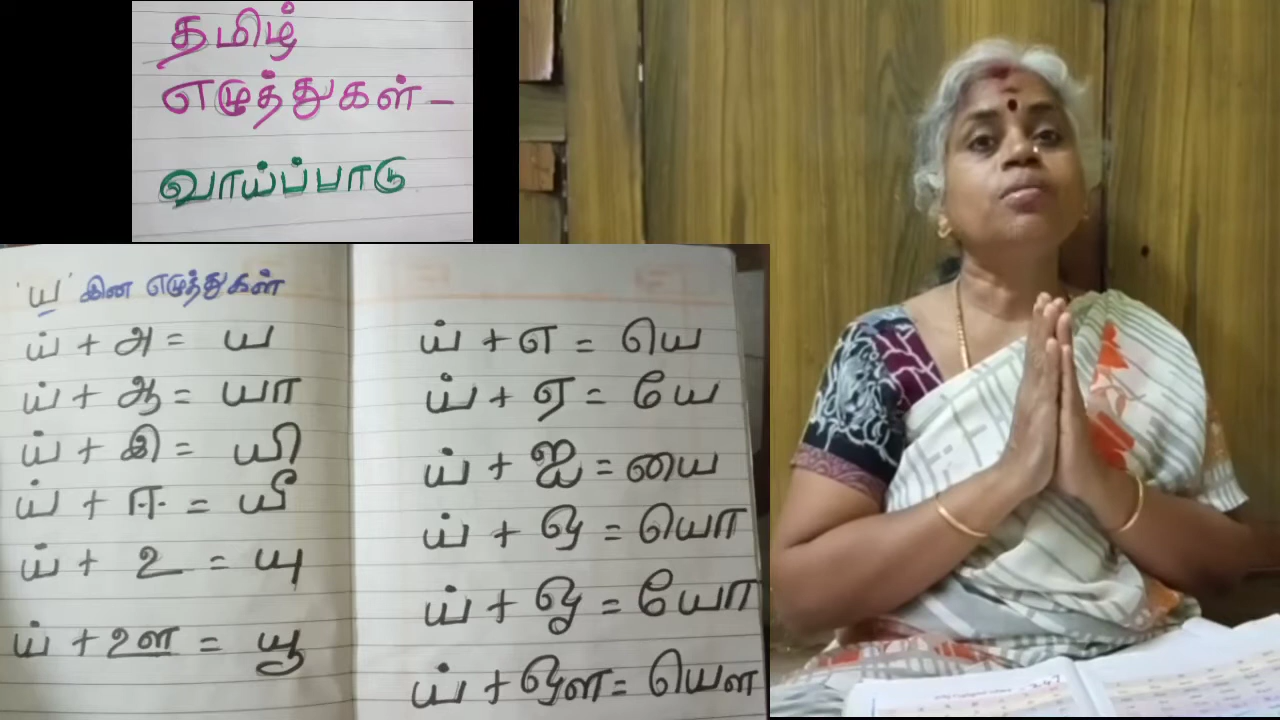 தமிழ்
எழுத்துகள் -
வாய்ப்பாடு
'ய' இன எழுத்துகள்
ய் + அ = ய
ய் + ஆ = யா
ய் + இ = யி
ய் + ஈ = யீ
ய் + உ = யு
ய் + ஊ = யூ
ய் + எ = யெ
ய் + ஏ = யே
ய் + ஐ = யை
ய் + ஒ = யொ
ய் + ஓ = யோ
ய் + ஔ = யௌ